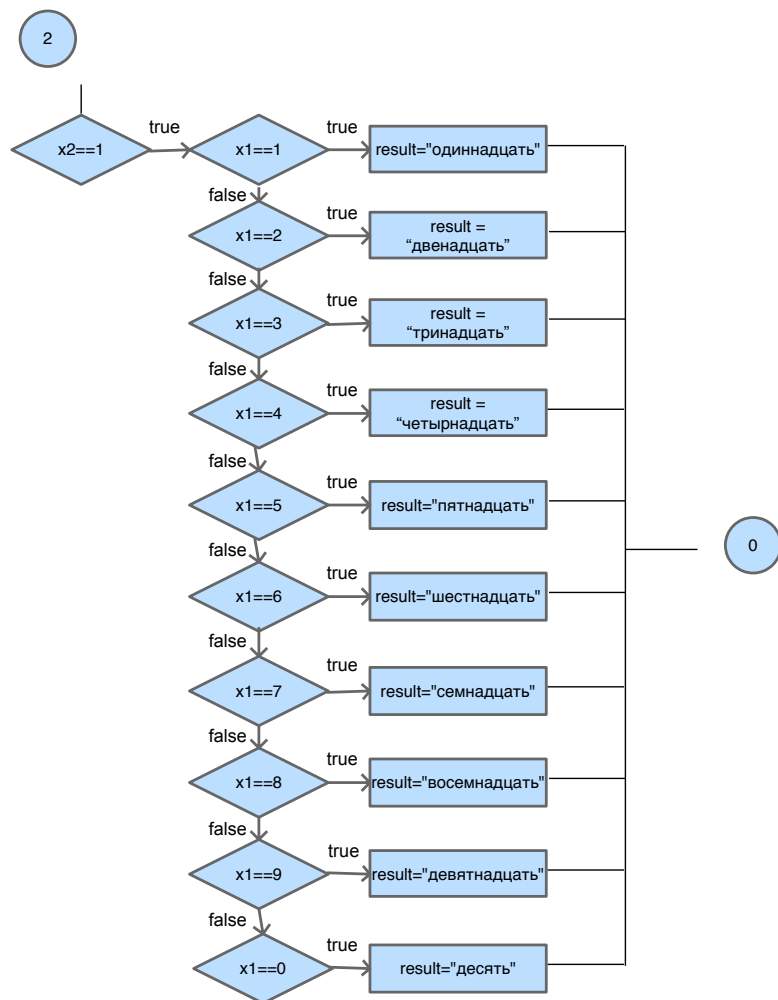 2
true
true
x2==1
x1==1
result="одиннадцать"
false
true
x1==2
result =
“двенадцать”
false
true
x1==3
result =
“тринадцать”
false
true
x1==4
result =
“четырнадцать”
false
true
x1==5
result="пятнадцать"
0
false
true
x1==6
result="шестнадцать"
false
true
x1==7
result="семнадцать"
false
true
x1==8
result="восемнадцать"
false
true
x1==9
result="девятнадцать"
false
true
x1==0
result="десять"